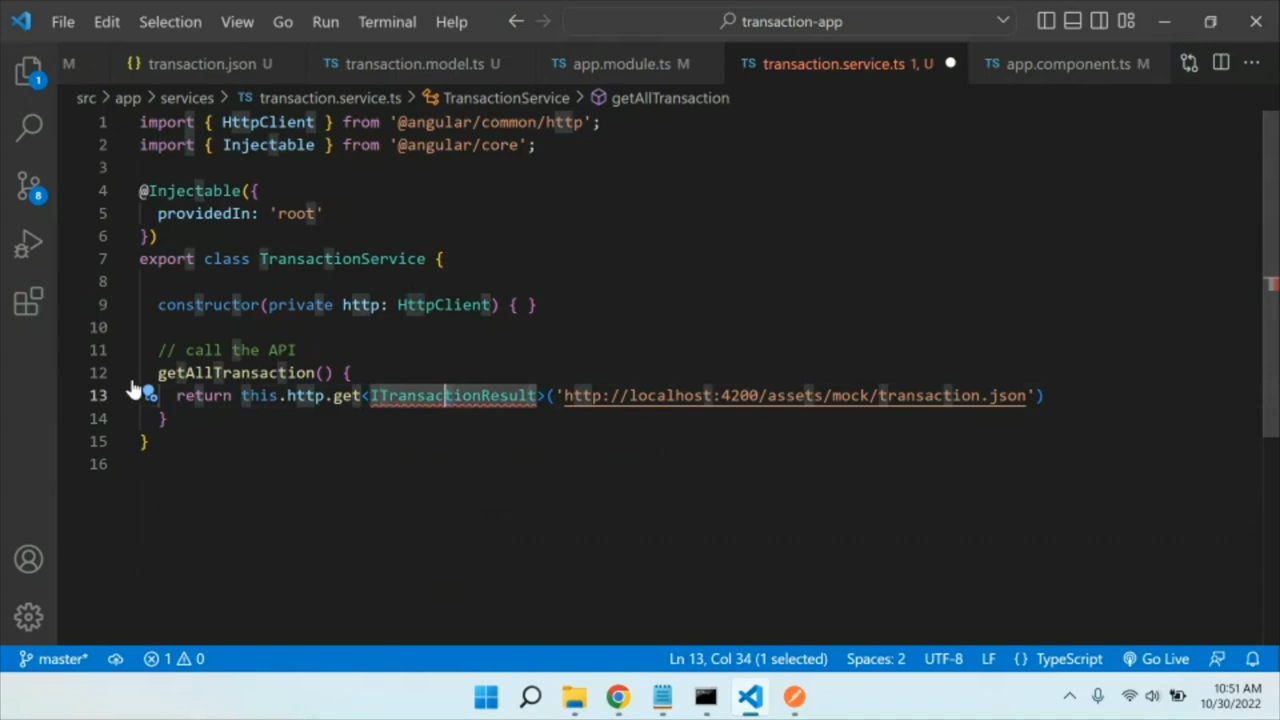 File Edit Selection View Go Run Terminal Help transaction-app
M {} transaction.json U TS transaction.model.ts U TS app.module.ts M TS transaction.service.ts 1, U TS app.component.ts M
src > app > services > TS transaction.service.ts > TransactionService > getAllTransaction
1 import { HttpClient } from '@angular/common/http';
2 import { Injectable } from '@angular/core';
3
4 @Injectable({
5 providedIn: 'root'
6 })
7 export class TransactionService {
8
9 constructor(private http: HttpClient) { }
10
11 // call the API
12 getAllTransaction() {
13 return this.http.get<ITransactionResult>('http://localhost:4200/assets/mock/transaction.json')
14 }
15 }
16
1
8
master* 1 0 Ln 13, Col 34 (1 selected) Spaces: 2 UTF-8 LF {} TypeScript Go Live
10:51 AM
10/30/2022